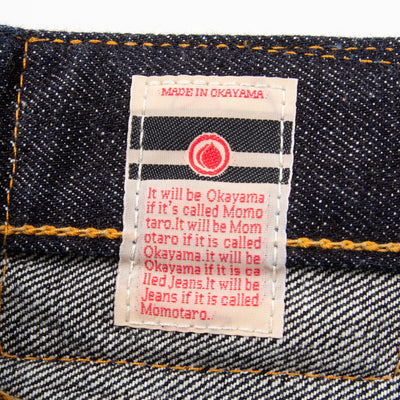 MADE IN OKAYAMA
It will be Okayama
if it's called Momo
taro.It will be Mom
otaro if it is called
Okayama.it will be
Okayama if it is ca
lled Jeans.It will be
Jeans if it is called
Momotaro.